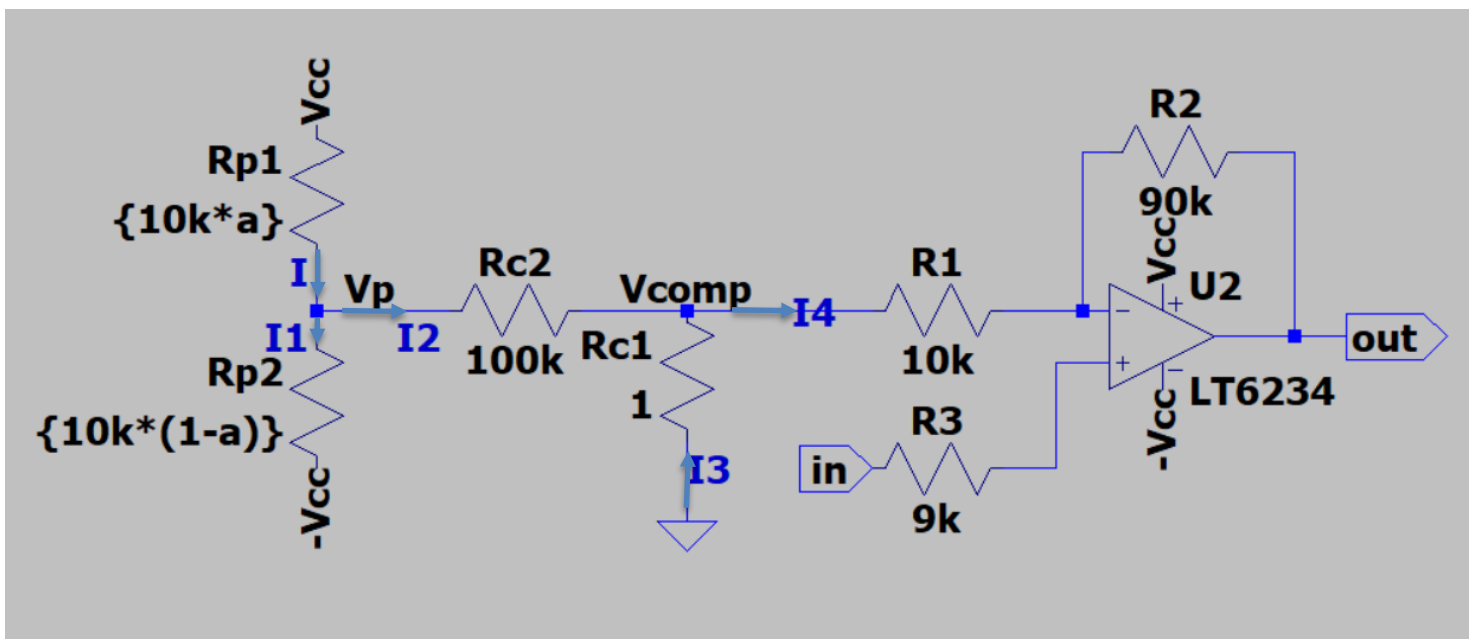 Vcc
Rp1
{10k*a}
I
Vp
I1
I2
Rp2
{10k*(1-a)}
-Vcc
Rc2
100k
Vcomp
Rc1
1
I3
I4
R1
10k
R2
90k
Vcc
U2
-
+
+
-
LT6234
-Vcc
out
in
R3
9k